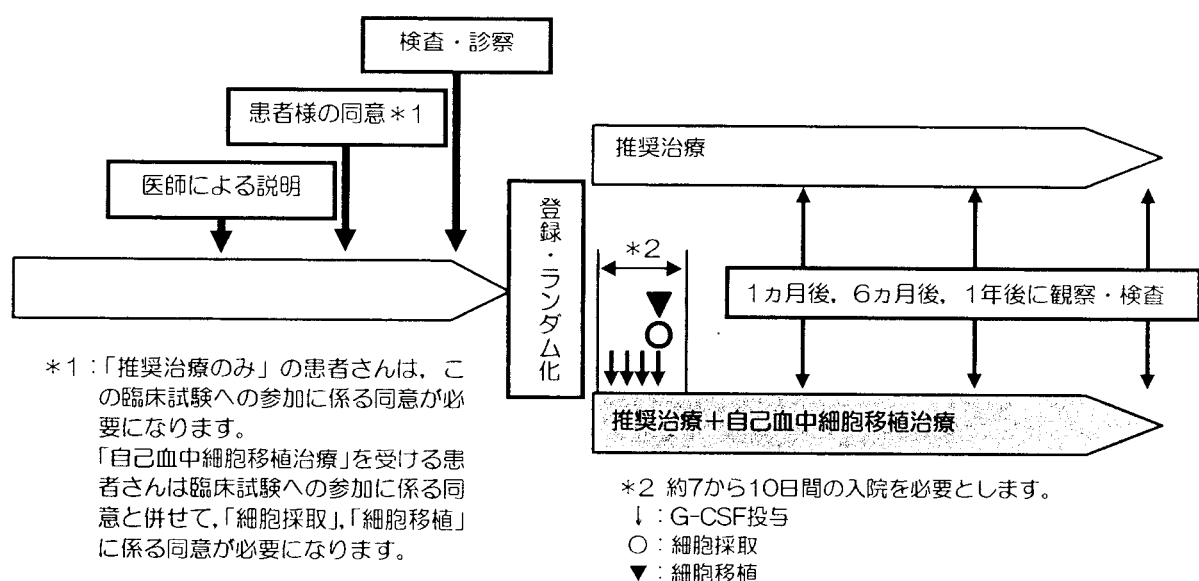 検査・診察
患者様の同意*1
医師による説明
登録・ランダム化
推奨治療
*2
1ヵ月後，6ヵ月後，1年後に観察・検査
推奨治療＋自己血中細胞移植治療
*1：「推奨治療のみ」の患者さんは，こ
の臨床試験への参加に係る同意が必
要になります。
「自己血中細胞移植治療」を受ける患
者さんは臨床試験への参加に係る同
意と併せて，「細胞採取」，「細胞移植」
に係る同意が必要になります。
*2 約7から10日間の入院を必要とします。
↓：G-CSF投与
○：細胞採取
▼：細胞移植